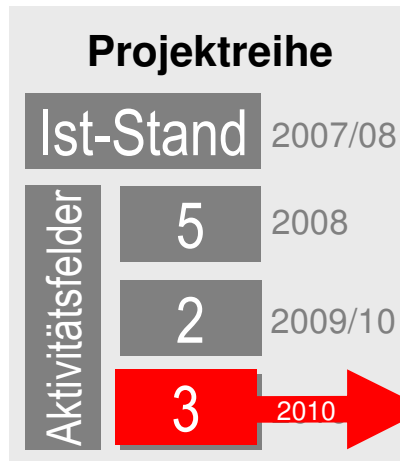 Projektreihe
Ist-Stand 2007/08
Aktivitätsfelder
5 2008
2 2009/10
3 2010